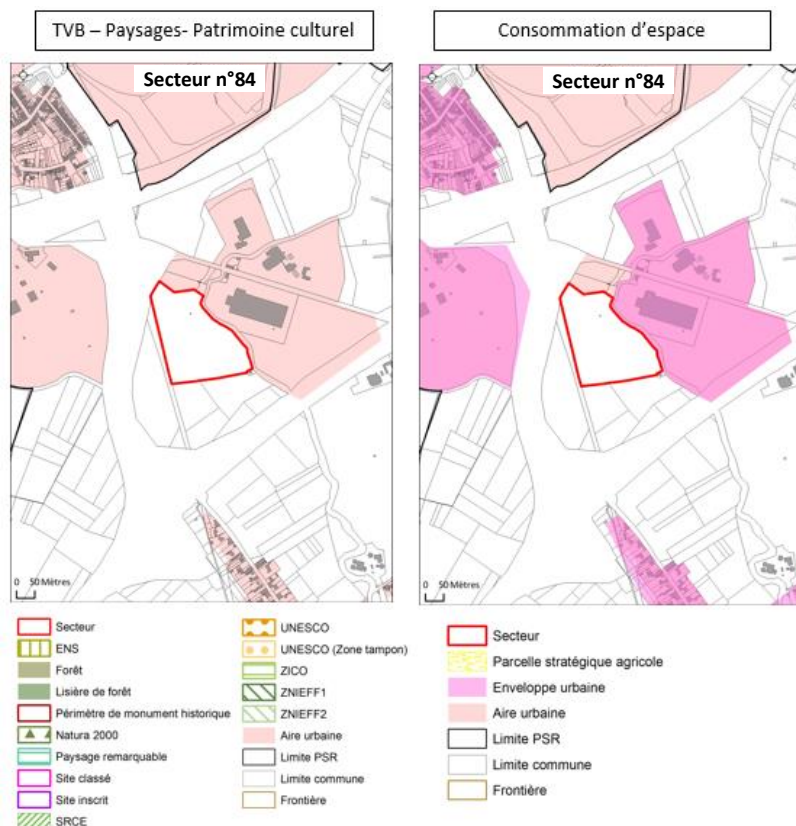 TVB – Paysages- Patrimoine culturel
Consommation d'espace
Secteur n°84
Secteur n°84
0 50 Mètres
0 50 Mètres
Secteur
ENS
Forêt
Lisière de forêt
Périmètre de monument historique
Natura 2000
Paysage remarquable
Site classé
Site inscrit
SRCE
UNESCO
UNESCO (Zone tampon)
ZICO
ZNIEFF1
ZNIEFF2
Aire urbaine
Limite PSR
Limite commune
Frontière
Secteur
Parcelle stratégique agricole
Enveloppe urbaine
Aire urbaine
Limite PSR
Limite commune
Frontière